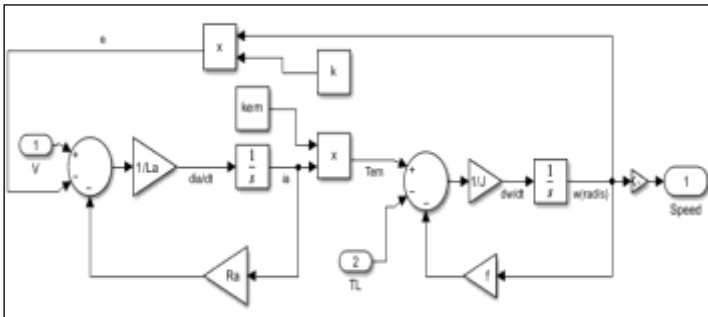 e
x
k
kem
1
V
+
-
-
1/La
dia/dt
1
s
ia
x
Tem
+
-
-
1/J
dw/dt
1
s
w(rad/s)
1
Speed
Ra
2
TL
f